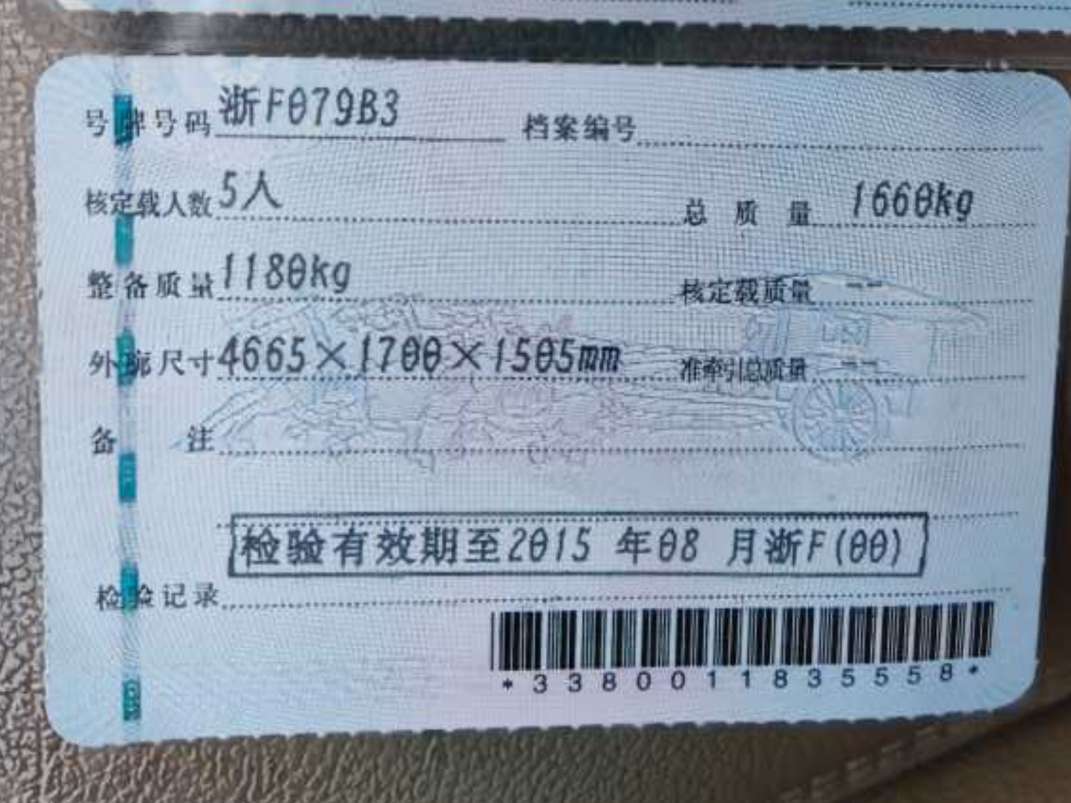 号牌号码 浙F079B3 档案编号
核定载人数 5人 总质量 1660kg
整备质量 1180kg 核定载质量 --
外廓尺寸 4665×1700×1505mm 准牵引总质量 --
备注
检验有效期至2015 年08 月浙F(00)
检验记录
*3380011835558*